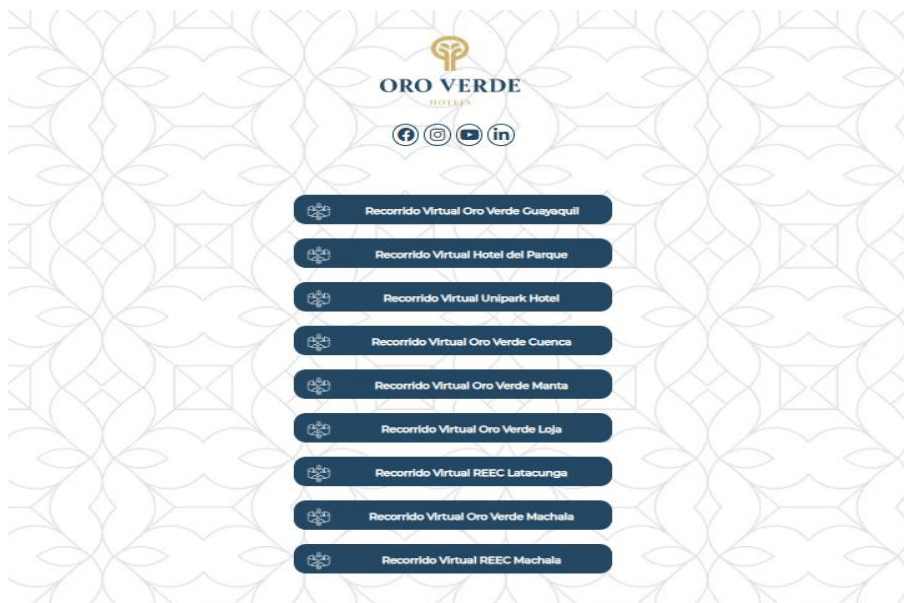 ORO VERDE
HOTELS
Recorrido Virtual Oro Verde Guayaquil
Recorrido Virtual Hotel del Parque
Recorrido Virtual Unipark Hotel
Recorrido Virtual Oro Verde Cuenca
Recorrido Virtual Oro Verde Manta
Recorrido Virtual Oro Verde Loja
Recorrido Virtual REEC Latacunga
Recorrido Virtual Oro Verde Machala
Recorrido Virtual REEC Machala